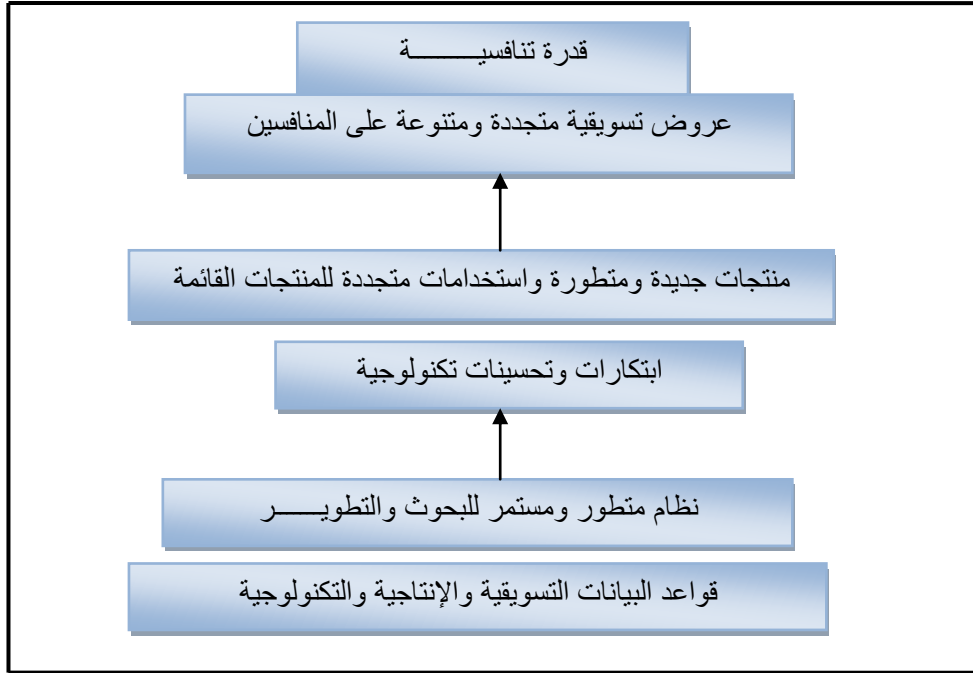 قدرة تنافسيـــــــــة
عروض تسويقية متجددة ومتنوعة على المنافسين
منتجات جديدة ومتطورة واستخدامات متجددة للمنتجات القائمة
ابتكارات وتحسينات تكنولوجية
نظام متطور ومستمر للبحوث والتطويـــــــر
قواعد البيانات التسويقية والإنتاجية والتكنولوجية